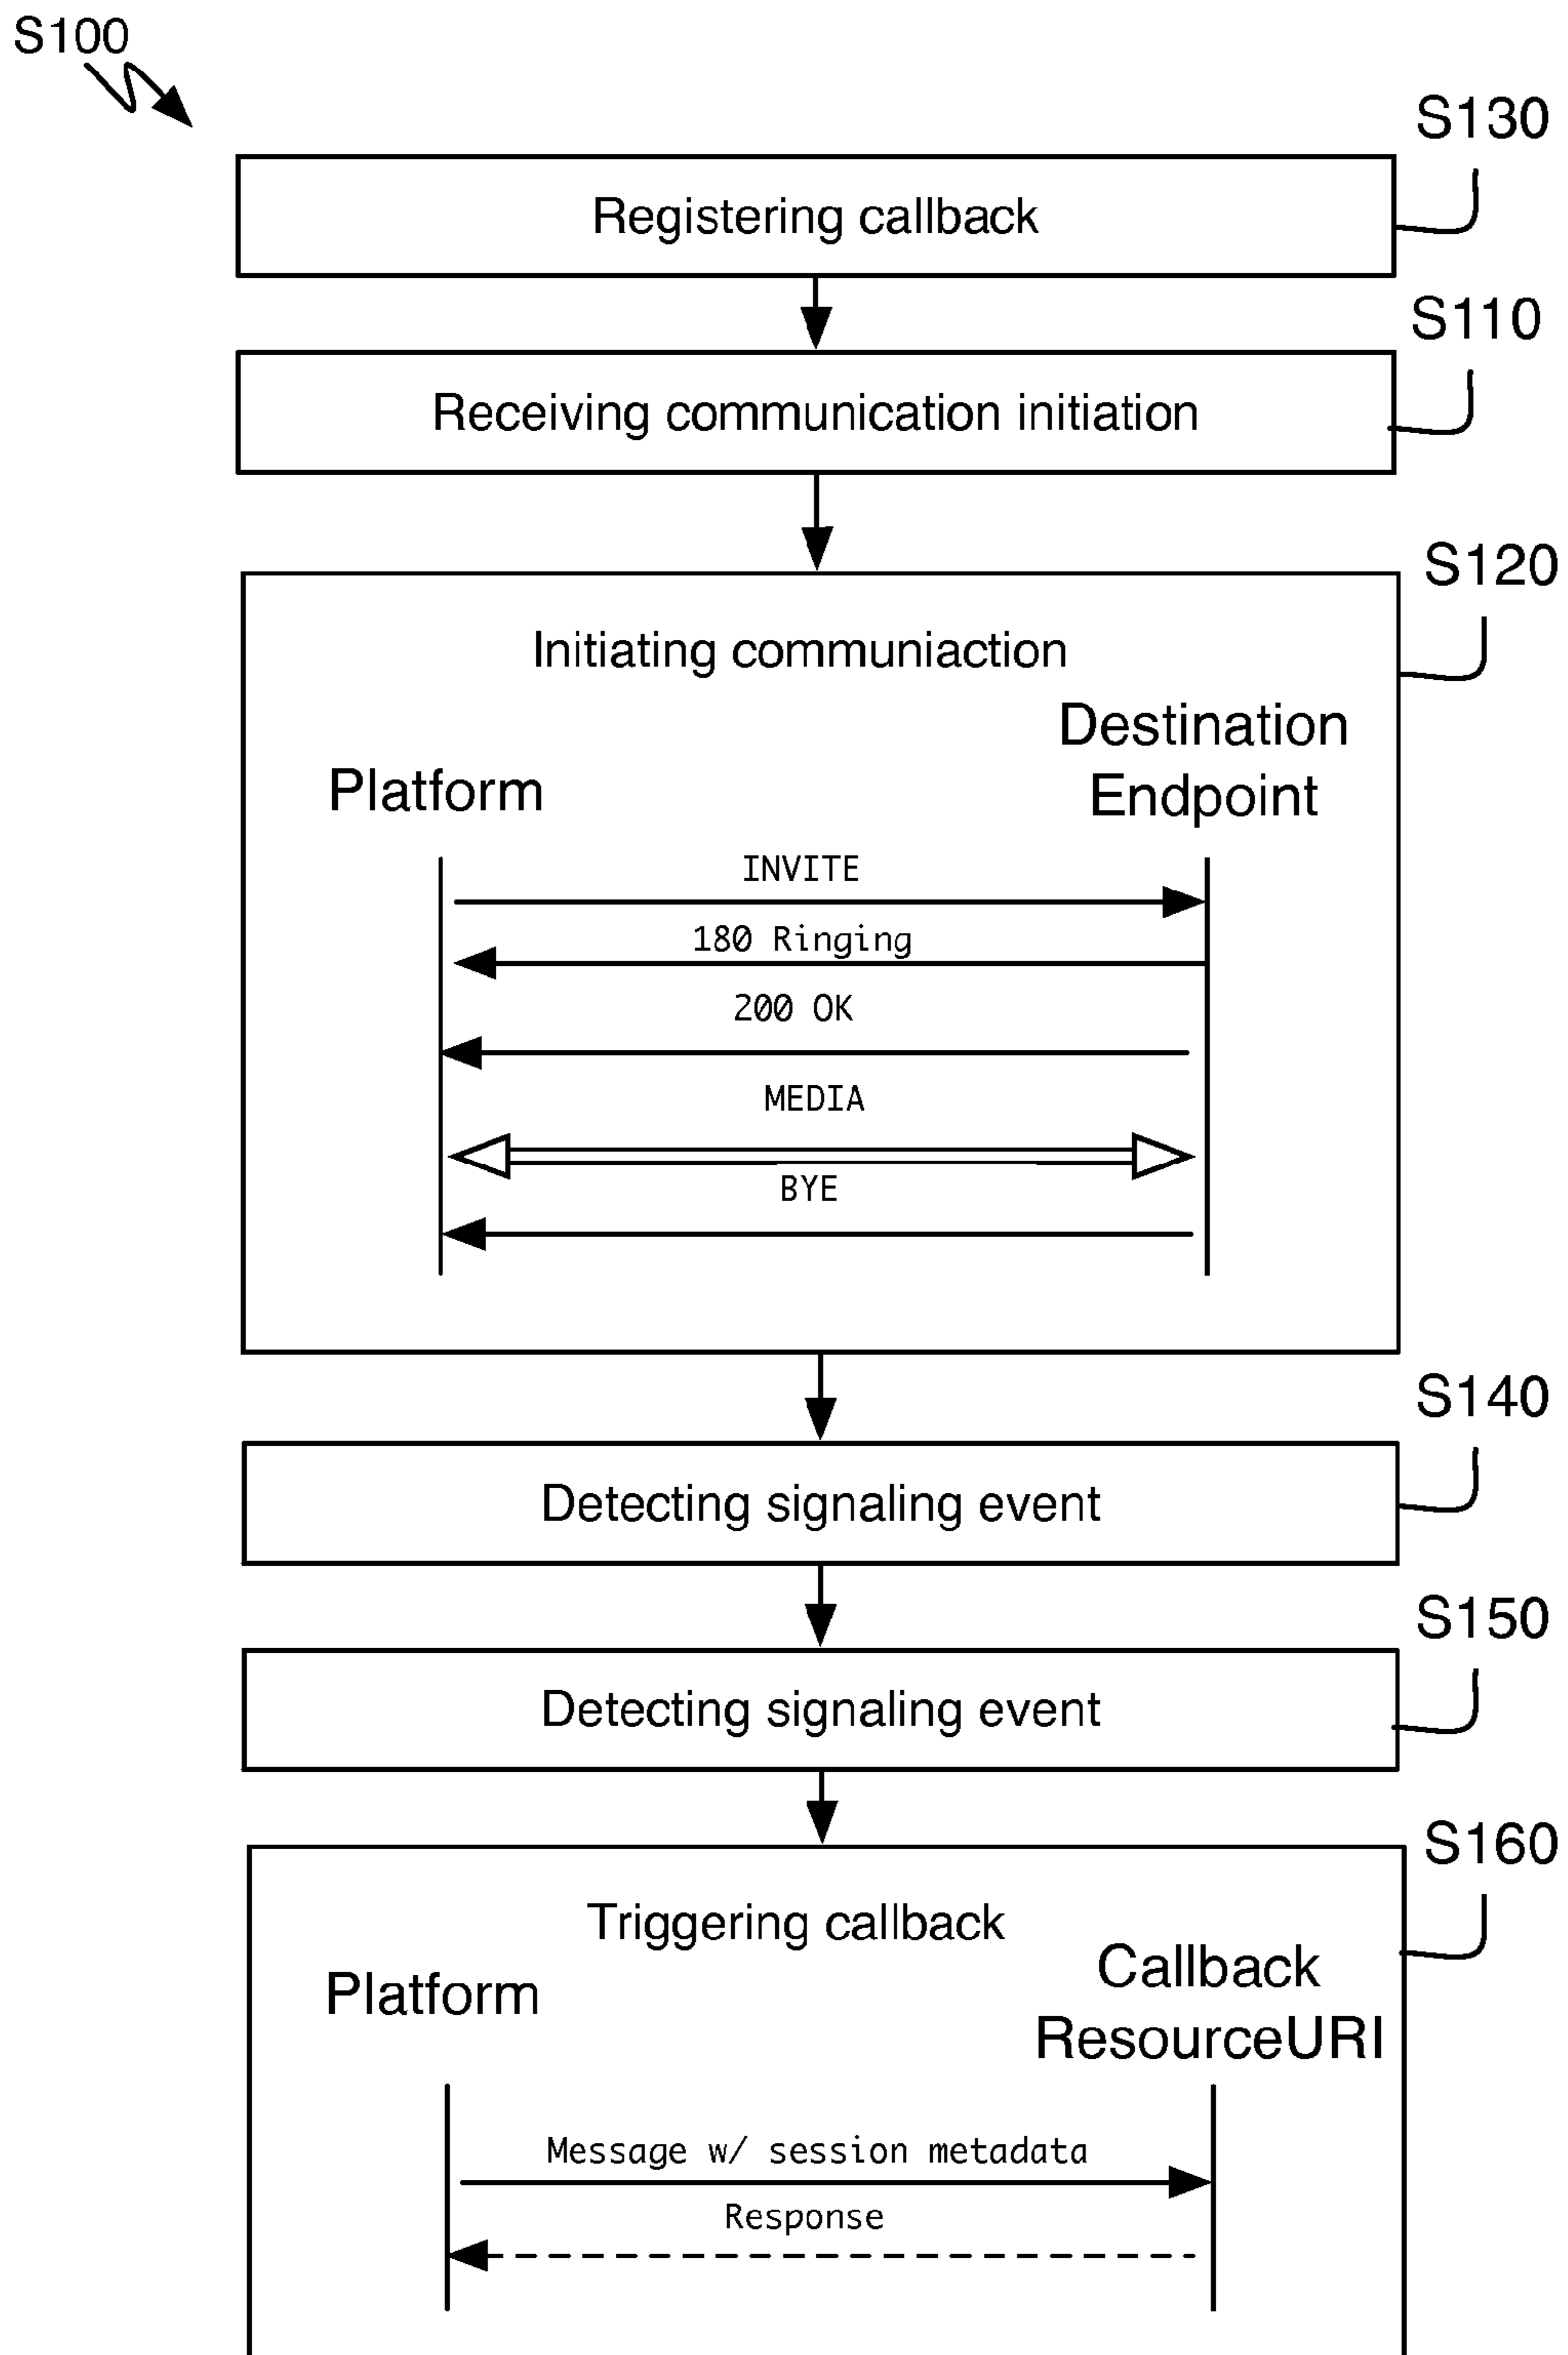 S100
S130
Registering callback
S110
Receiving communication initiation
S120
Initiating communiaction
Destination
Endpoint
Platform
INVITE
180 Ringing
200 OK
MEDIA
BYE
S140
Detecting signaling event
S150
Detecting signaling event
S160
Triggering callback
Callback
ResourceURI
Platform
Message w/ session metadata
Response